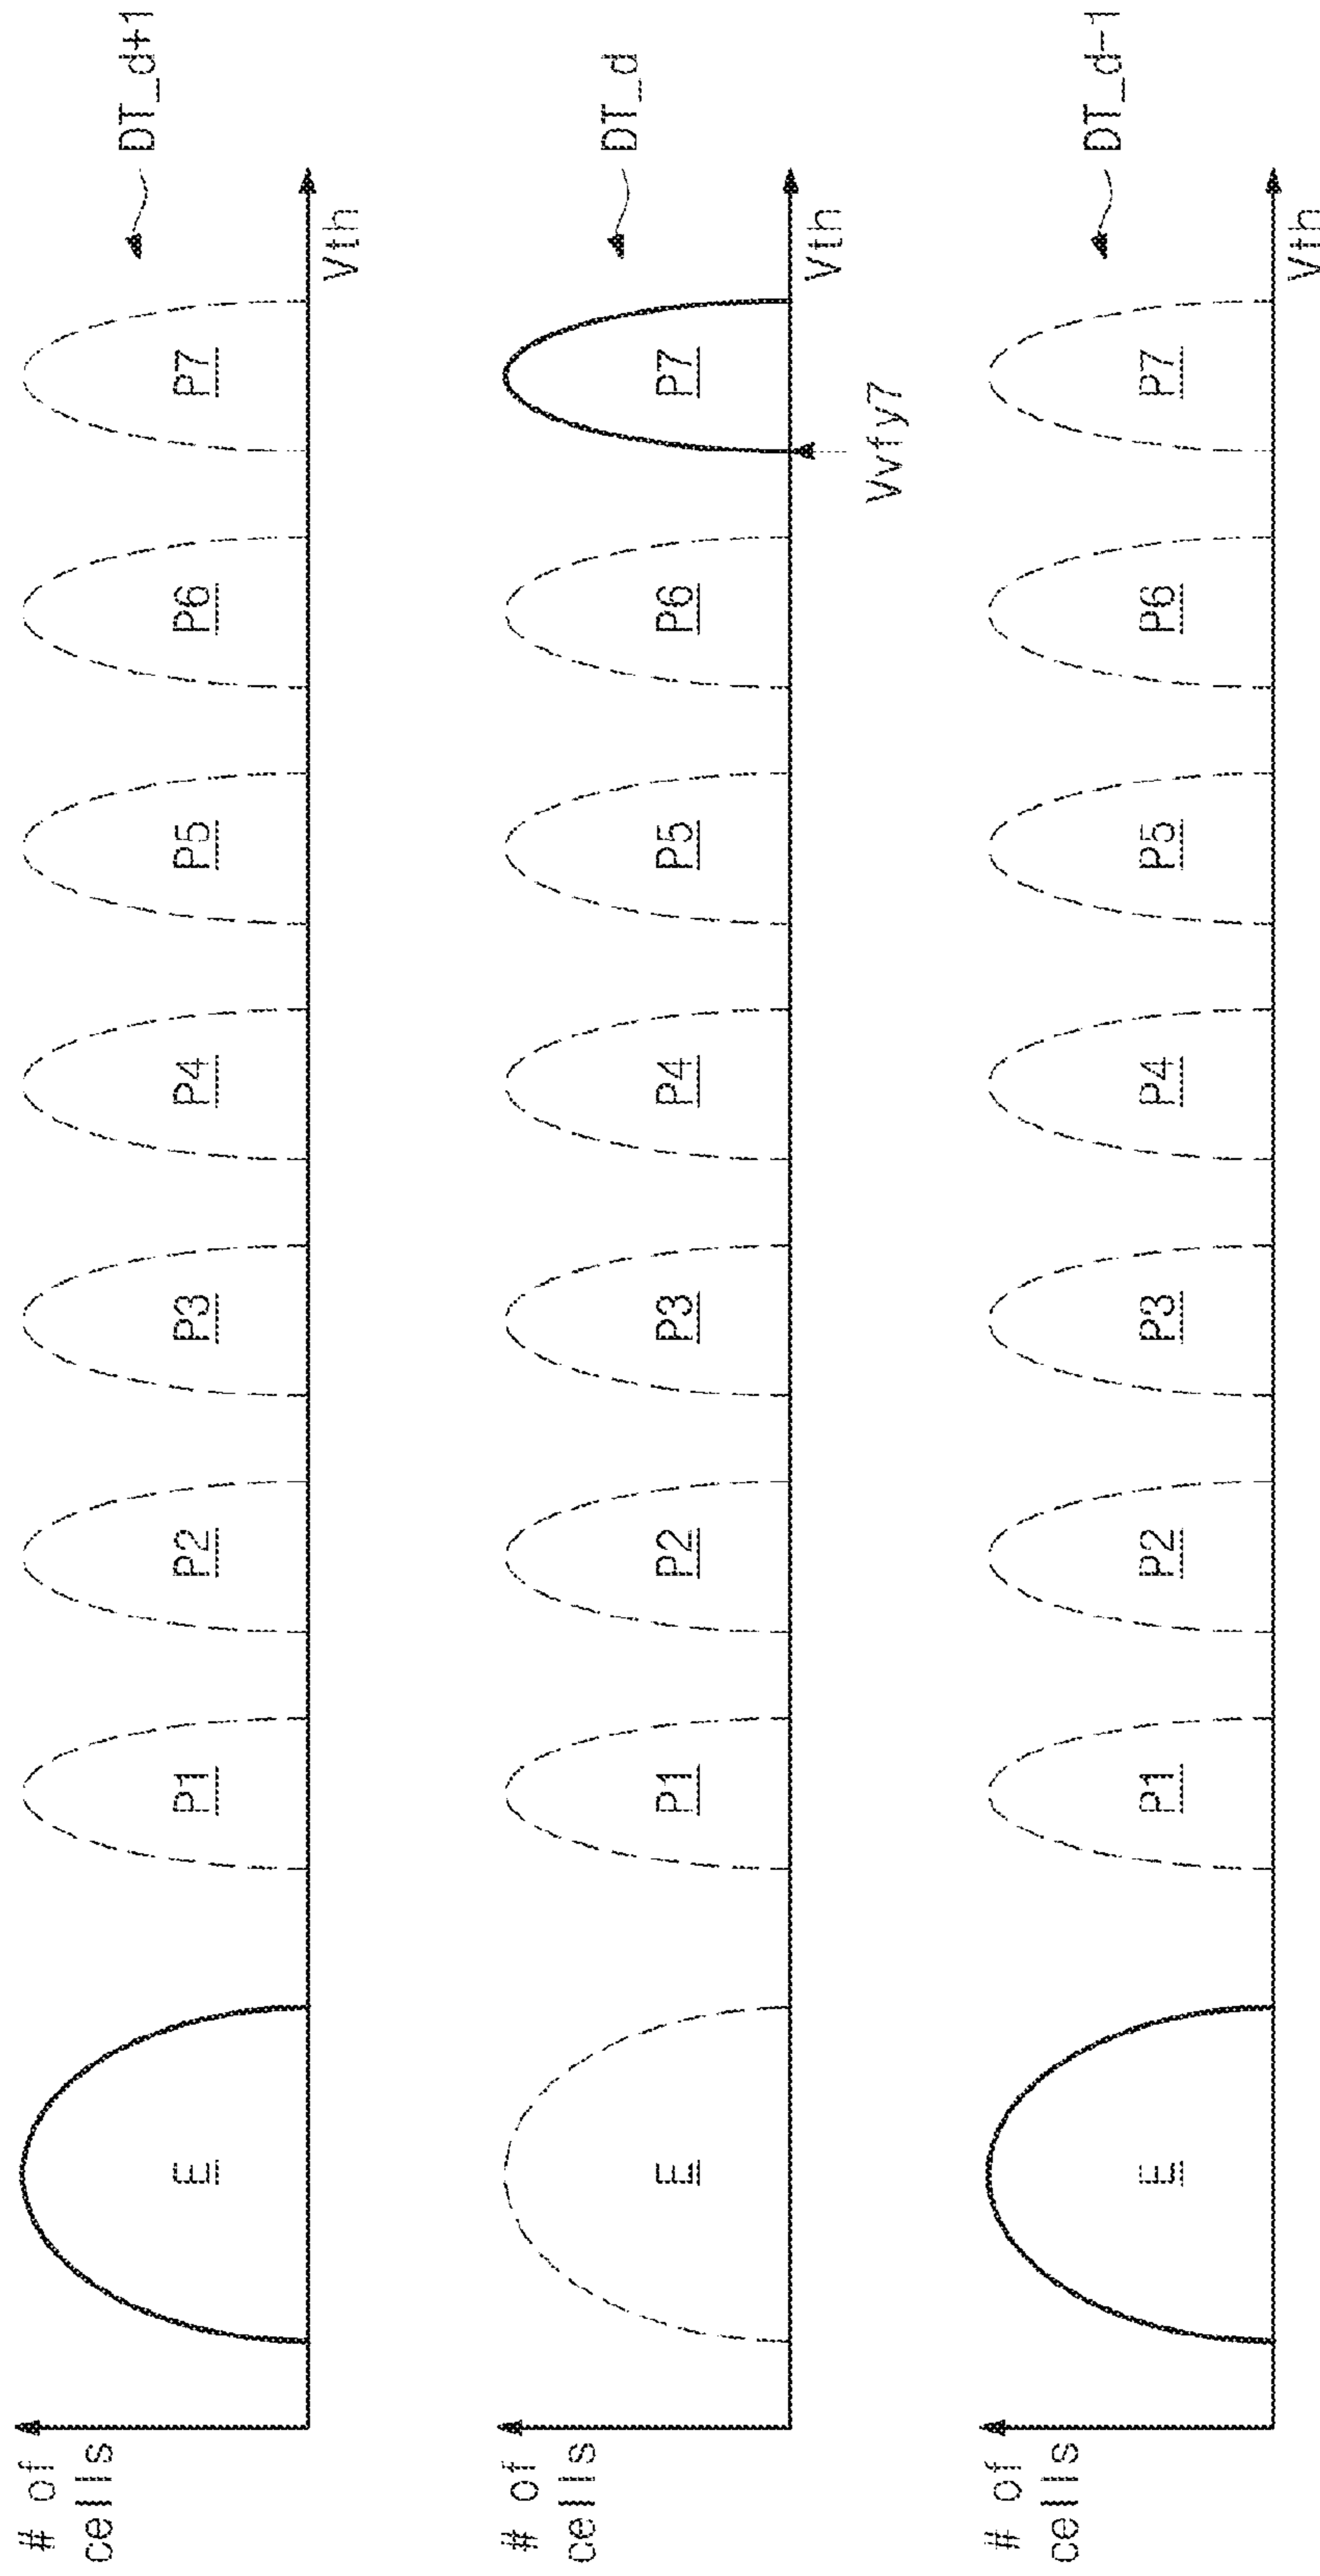 # of
cells
E
P1
P2
P3
P4
P5
P6
P7
DT_d+1
Vth
# of
cells
E
P1
P2
P3
P4
P5
P6
P7
DT_d
Vth
Vvfy7
# of
cells
E
P1
P2
P3
P4
P5
P6
P7
DT_d-1
Vth